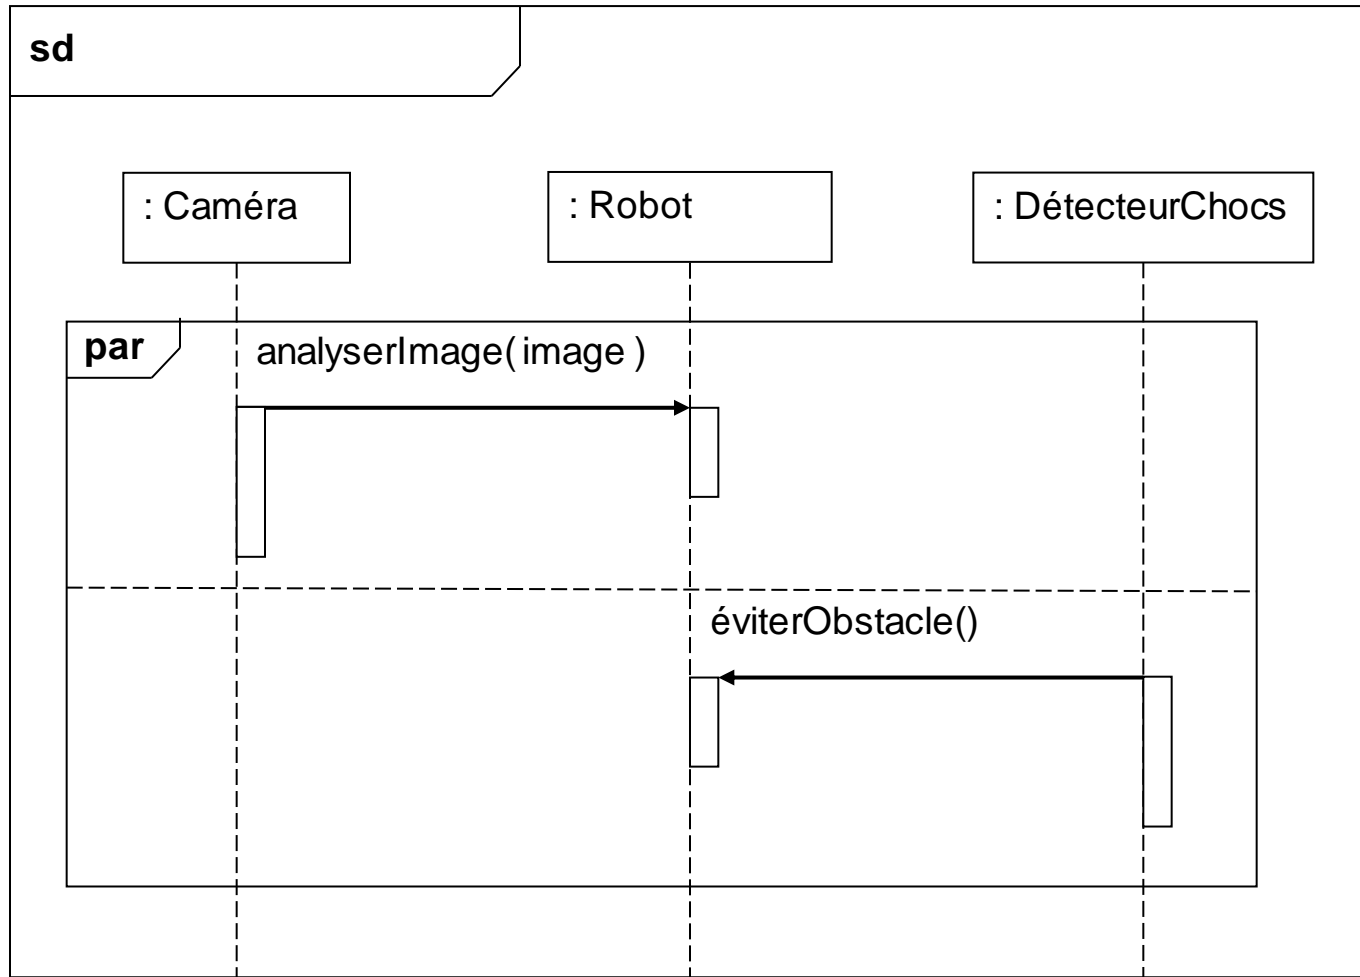 sd
: Caméra
: Robot
: DétecteurChocs
par
analyserImage( image )
éviterObstacle()